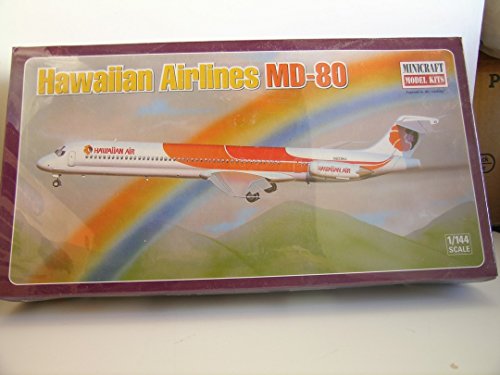 Hawaiian Airlines MD-80
MINICRAFT
MODEL KITS
HAWAIIAN AIR
HAWAIIAN AIR
1/144
SCALE
P